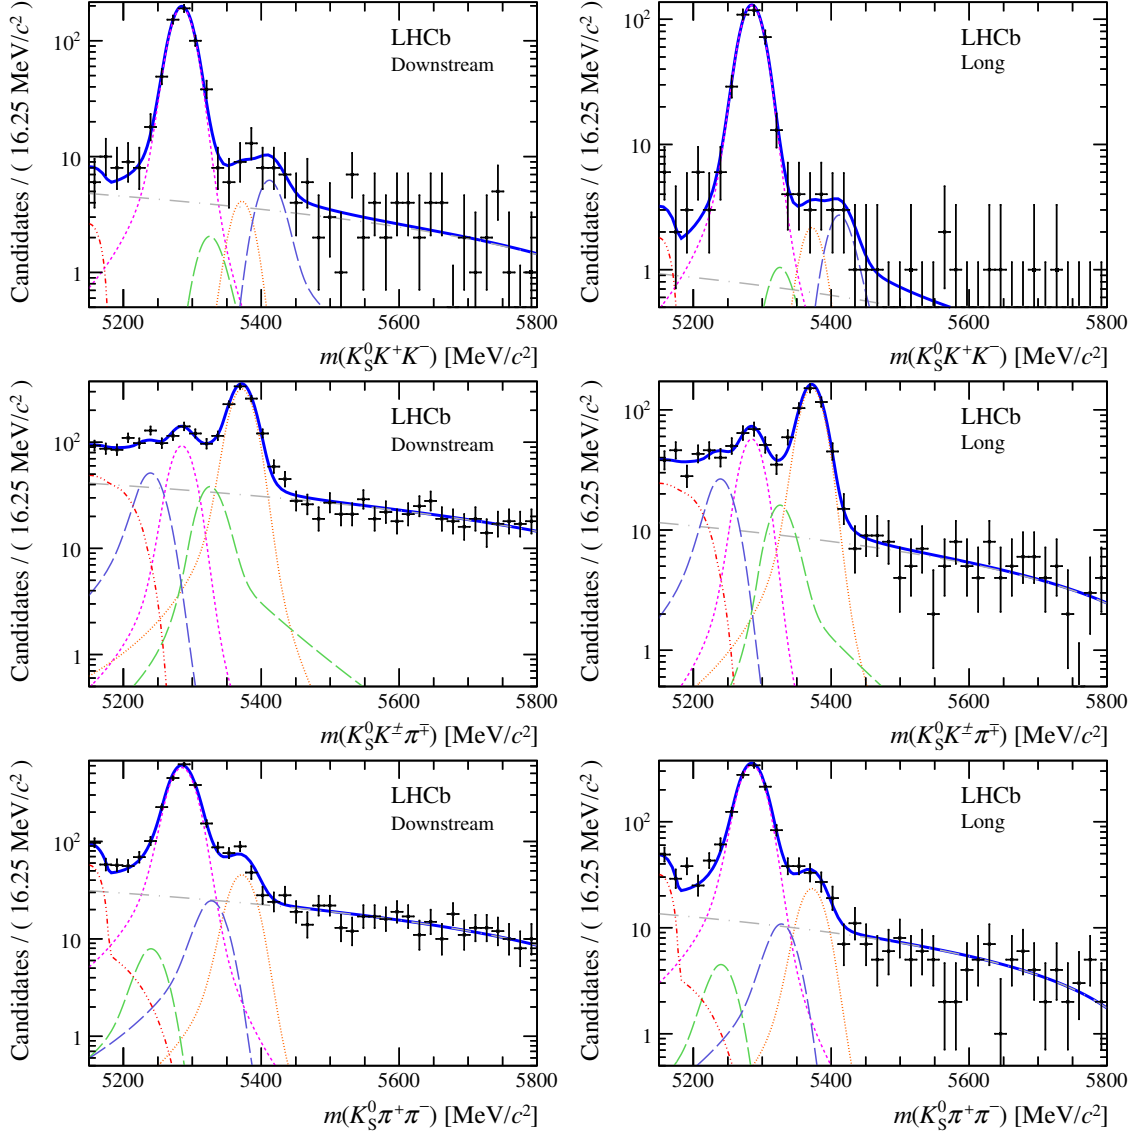 Candidates / ( 16.25 MeV/c²)
10²
10
1
LHCb
Downstream
5200 5400 5600 5800
m(K⁰_S K⁺K⁻) [MeV/c²]
Candidates / ( 16.25 MeV/c²)
10²
10
1
LHCb
Long
5200 5400 5600 5800
m(K⁰_S K⁺K⁻) [MeV/c²]
Candidates / ( 16.25 MeV/c²)
10²
10
1
LHCb
Downstream
5200 5400 5600 5800
m(K⁰_S K^±π^∓) [MeV/c²]
Candidates / ( 16.25 MeV/c²)
10²
10
1
LHCb
Long
5200 5400 5600 5800
m(K⁰_S K^±π^∓) [MeV/c²]
Candidates / ( 16.25 MeV/c²)
10²
10
1
LHCb
Downstream
5200 5400 5600 5800
m(K⁰_S π⁺π⁻) [MeV/c²]
Candidates / ( 16.25 MeV/c²)
10²
10
1
LHCb
Long
5200 5400 5600 5800
m(K⁰_S π⁺π⁻) [MeV/c²]